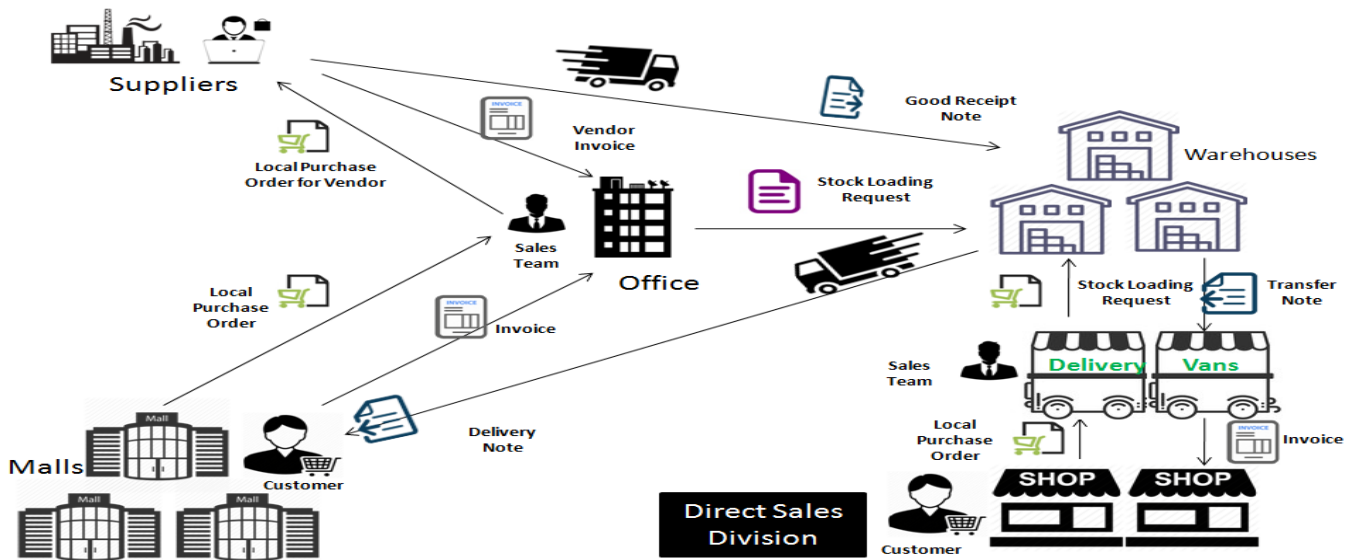 Suppliers
INVOICE
Vendor
Invoice
Good Receipt
Note
Warehouses
Local Purchase
Order for Vendor
Stock Loading
Request
Sales
Team
Office
Local
Purchase
Order
INVOICE
Invoice
Stock Loading
Request
Transfer
Note
Sales
Team
Delivery
Vans
Mall
Malls
Customer
Delivery
Note
Local
Purchase
Order
INVOICE
Invoice
Mall
Mall
Direct Sales
Division
SHOP
SHOP
Customer